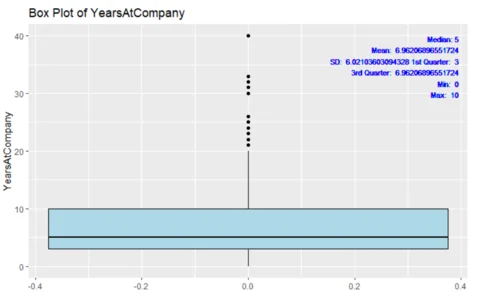 Box Plot of YearsAtCompany
Median: 5
Mean: 6.96206896551724
SD: 6.02103603094328 1st Quarter: 3
3rd Quarter: 6.96206896551724
Min: 0
Max: 10
40
30
20
10
0
YearsAtCompany
-0.4 -0.2 0.0 0.2 0.4